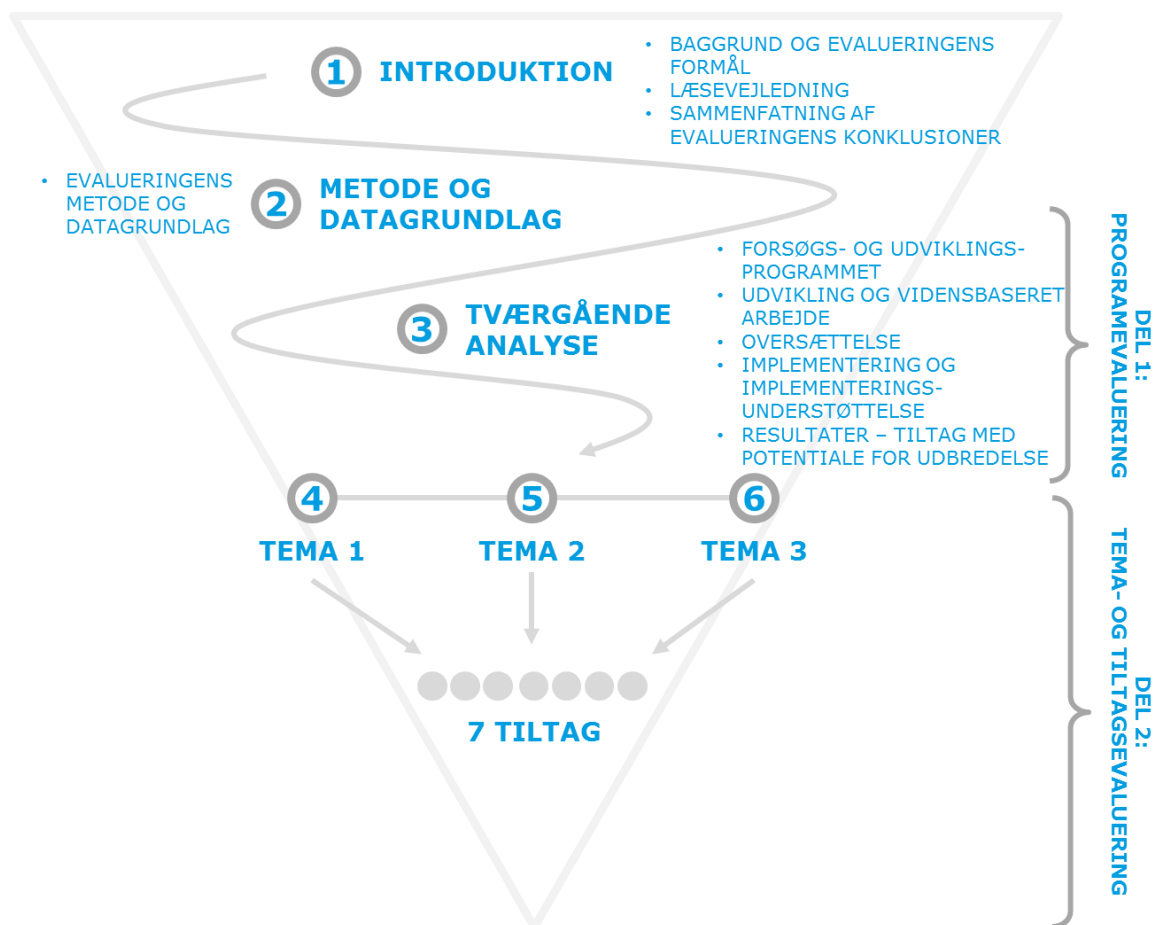 1 INTRODUKTION
• BAGGRUND OG EVALUERINGENS
FORMÅL
• LÆSEVEJLEDNING
• SAMMENFATNING AF
EVALUERINGENS KONKLUSIONER
• EVALUERINGENS
METODE OG
DATAGRUNDLAG
2 METODE OG
DATAGRUNDLAG
3 TVÆRGÅENDE
ANALYSE
• FORSØGS- OG UDVIKLINGS-
PROGRAMMET
• UDVIKLING OG VIDENSBASERET
ARBEJDE
• OVERSÆTTELSE
• IMPLEMENTERING OG
IMPLEMENTERINGS-
UNDERSTØTTELSE
• RESULTATER – TILTAG MED
POTENTIALE FOR UDBREDELSE
DEL 1:
PROGRAMEVALUERING
4
5
6
TEMA 1
TEMA 2
TEMA 3
7 TILTAG
DEL 2:
TEMA- OG TILTAGSEVALUERING